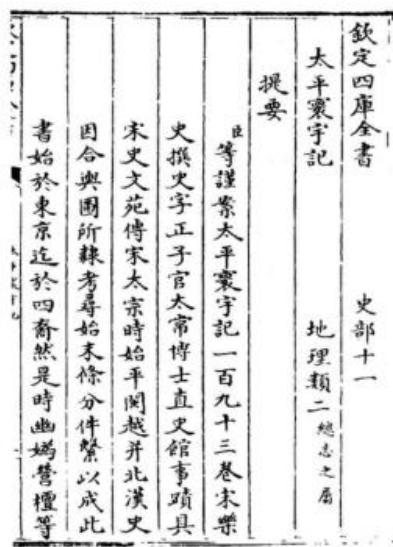 欽定四庫全書 史部十一
太平寰宇記 地理類二總志之屬
提要
臣等謹案太平寰宇記一百九十三卷宋樂
史撰史字正子官太常博士直史館事蹟具
宋史文苑傳宋太宗時始平閩越并北漢史
因合輿圖所隸考尋始末條分件繫以成此
書始於東京迄於四裔然是時幽媯營檀等